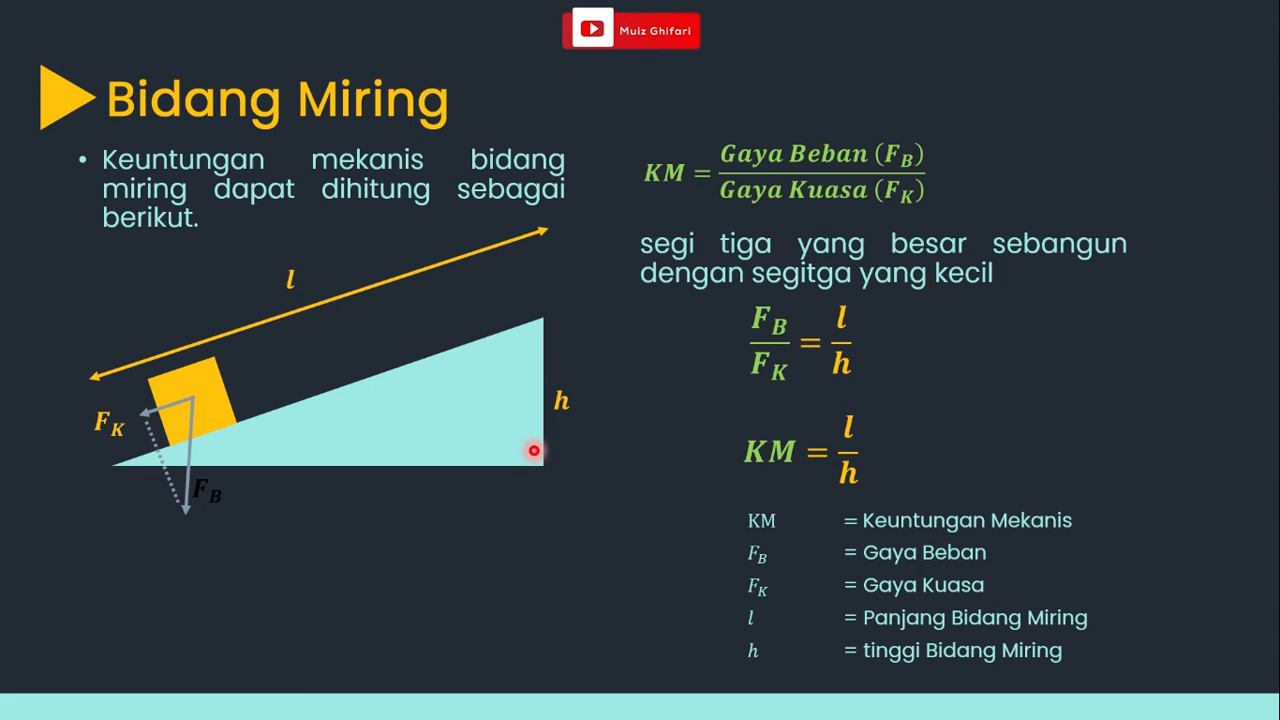 Muiz Ghifari
Bidang Miring
• Keuntungan mekanis bidang
miring dapat dihitung sebagai
berikut.
l
F_K
F_B
h
KM = Gaya Beban (F_B) / Gaya Kuasa (F_K)
segi tiga yang besar sebangun
dengan segitga yang kecil
F_B / F_K = l / h
KM = l / h
KM = Keuntungan Mekanis
F_B = Gaya Beban
F_K = Gaya Kuasa
l = Panjang Bidang Miring
h = tinggi Bidang Miring